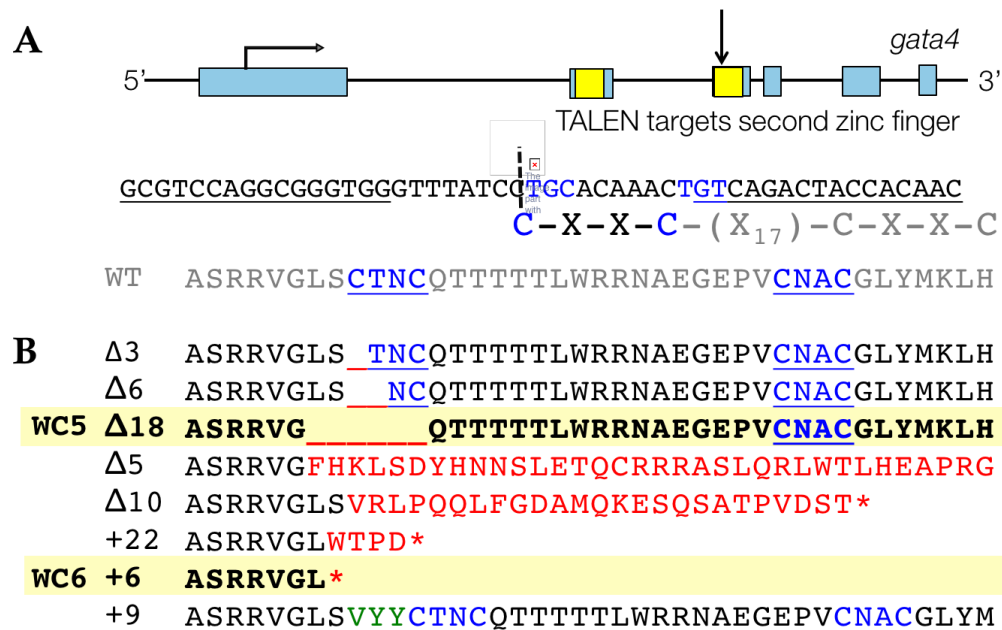 A
gata4
5’ 3’
TALEN targets second zinc finger
GCGTCCAGGCGGGTGGGTTTATCCCTGCACAAACTGTCAGACTACCACAAC
C-X-X-C-(X17)-C-X-X-C
WT ASRRVGLSCTNCQTTTTTLWRRNAEGEPVCNACGLYMKLH
B
Δ3 ASRRVGLS_TNCQTTTTTLWRRNAEGEPVCNACGLYMKLH
Δ6 ASRRVGLS__NCQTTTTTLWRRNAEGEPVCNACGLYMKLH
WC5 Δ18 ASRRVG______QTTTTTLWRRNAEGEPVCNACGLYMKLH
Δ5 ASRRVGFHKLSDYHNNSLETQCRRRASLQRLWTLHEAPRG
Δ10 ASRRVGLSVRLPQQLFGDAMQKESQSATPVDST*
+22 ASRRVGLWTPD*
WC6 +6 ASRRVGL*
+9 ASRRVGLSVYYCTNCQTTTTTLWRRNAEGEPVCNACGLYM